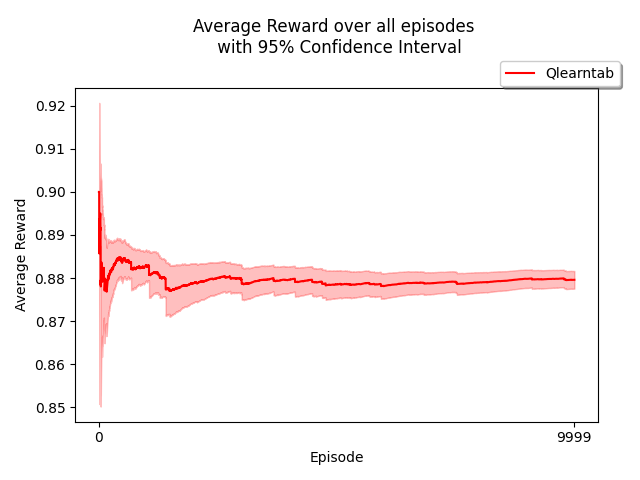 Average Reward over all episodes
with 95% Confidence Interval
Qlearntab
0.92
0.91
0.90
0.89
0.88
0.87
0.86
0.85
Average Reward
0
9999
Episode